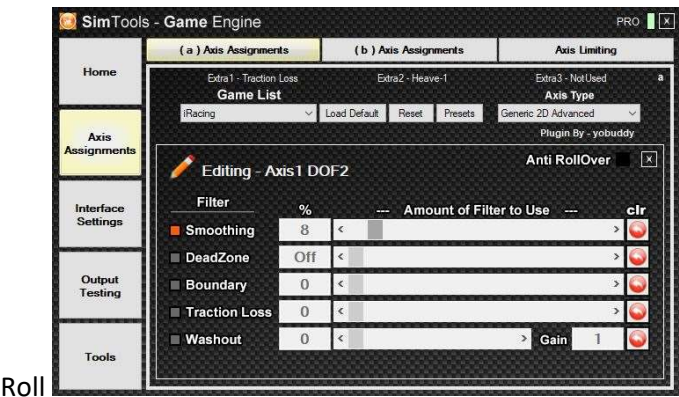 SimTools - Game Engine PRO x
( a ) Axis Assignments ( b ) Axis Assignments Axis Limiting
Home
Extra1 - Traction Loss Extra2 - Heave-1 Extra3 - NotUsed a
Game List Axis Type
iRacing Load Default Reset Presets Generic 2D Advanced
Plugin By - yobuddy
Axis Assignments
Editing - Axis1 DOF2 Anti RollOver x
Interface Settings
Filter % --- Amount of Filter to Use --- clr
Smoothing 8 < >
DeadZone Off < >
Output Testing
Boundary 0 < >
Traction Loss 0 < >
Washout 0 < > Gain 1
Tools
Roll